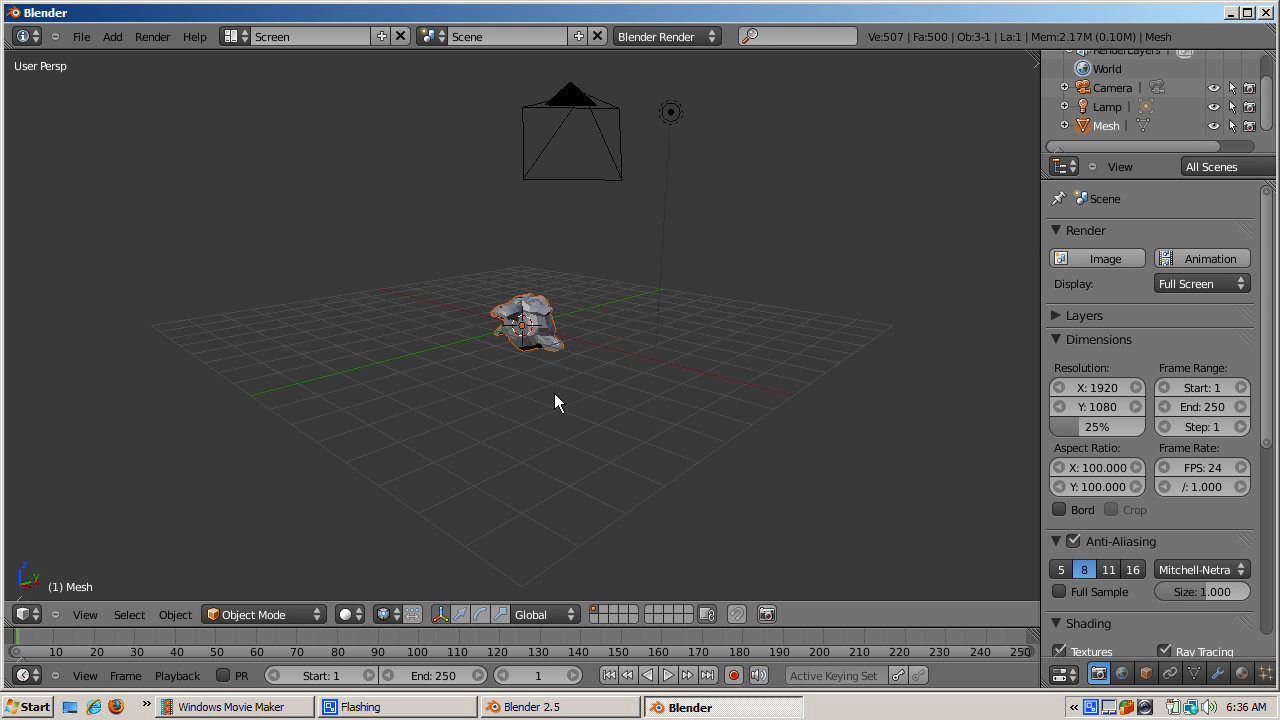 Blender
File Add Render Help Screen Scene Blender Render Ve:507 | Fa:500 | Ob:3-1 | La:1 | Mem:2.17M (0.10M) | Mesh
User Persp
RenderLayers
World
Camera
Lamp
Mesh
View All Scenes
Scene
Render
Image Animation
Display: Full Screen
Layers
Dimensions
Resolution: Frame Range:
X: 1920 Start: 1
Y: 1080 End: 250
25% Step: 1
Aspect Ratio: Frame Rate:
X: 100.000 FPS: 24
Y: 100.000 /: 1.000
Bord Crop
Anti-Aliasing
5 8 11 16 Mitchell-Netra
Full Sample Size: 1.000
Shading
Textures Ray Tracing
z
y
(1) Mesh
View Select Object Object Mode Global
10 20 30 40 50 60 70 80 90 100 110 120 130 140 150 160 170 180 190 200 210 220 230 240 250
View Frame Playback PR Start: 1 End: 250 1 Active Keying Set
Start » Windows Movie Maker Flashing Blender 2.5 Blender « 6:36 AM